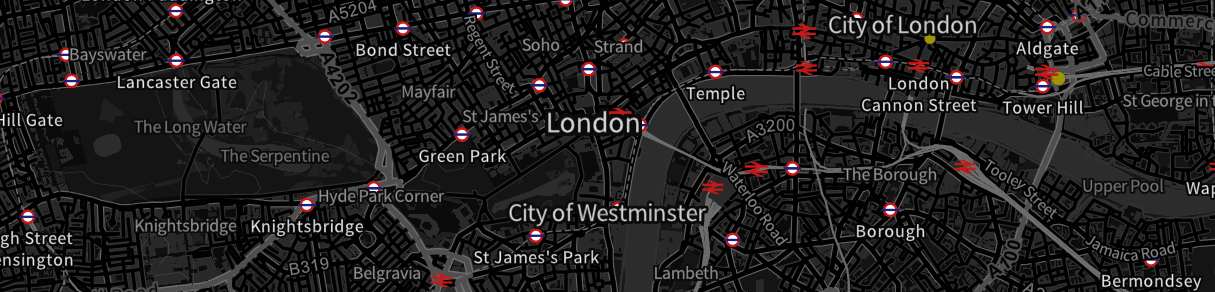 A5204
City of London
Commerc
Bond Street
Regent Street
Soho
Strand
Aldgate
Bayswater
A4202
Lancaster Gate
Mayfair
London
Cannon Street
Temple
Cable Stree
Tower Hill
St George in t
Hill Gate
The Long Water
St James's
London
A3200
The Serpentine
Green Park
Waterloo Road
The Borough
Tooley Street
Upper Pool
Wap
Hyde Park Corner
Knightsbridge
Knightsbridge
City of Westminster
Borough
gh Street
ensington
St James's Park
Jamaica Road
B319
Belgravia
Lambeth
Bermondsey